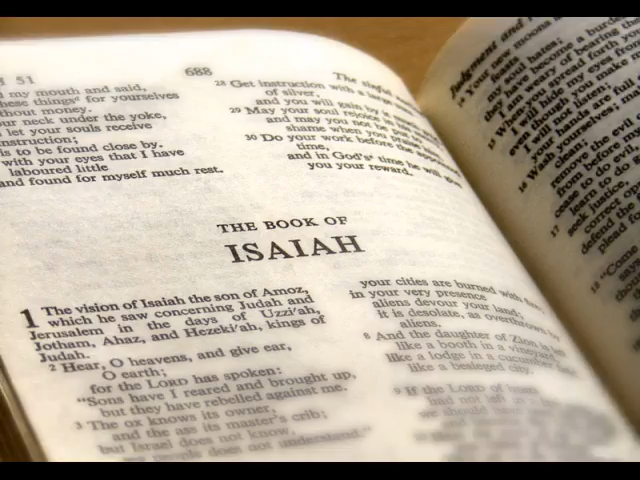 51
688
my mouth and said,
these things for yourselves
without money.
your neck under the yoke,
let your souls receive
instruction;
is to be found close by.
with your eyes that I have
laboured little
and found for myself much rest.
28 Get instruction with a large
of silver,
and you will gain by it
29 May your soul rejoice in
and may you not be put to
shame when you
30 Do your work before the appointed
time,
and in God's time he will give
you your reward.
THE BOOK OF
ISAIAH
1 The vision of Isaiah the son of Amoz,
which he saw concerning Judah and
Jerusalem in the days of Uzzi'ah,
Jotham, Ahaz, and Hezeki'ah, kings of
Judah.
2 Hear, O heavens, and give ear,
O earth;
for the LORD has spoken:
"Sons have I reared and brought up,
but they have rebelled against me.
3 The ox knows its owner,
and the ass its master's crib;
but Israel does not know,
my people does not understand."
your cities are burned with fire;
in your very presence
aliens devour your land;
it is desolate, as overthrown by
aliens.
8 And the daughter of Zion is left
like a booth in a vineyard,
like a lodge in a cucumber field,
like a besieged city.
9 If the LORD of hosts
had not left us
we should have
The sinful
Judgment and
14 Your new moons
my soul hates;
they have become a burden
I am weary of bearing
15 When you spread forth your
I will hide my eyes from
even though you make
I will not listen;
your hands are full
16 Wash yourselves; make
clean;
remove the evil
from before
cease to do evil,
17 learn to do
seek justice,
correct
defend the
plead
18 "Come